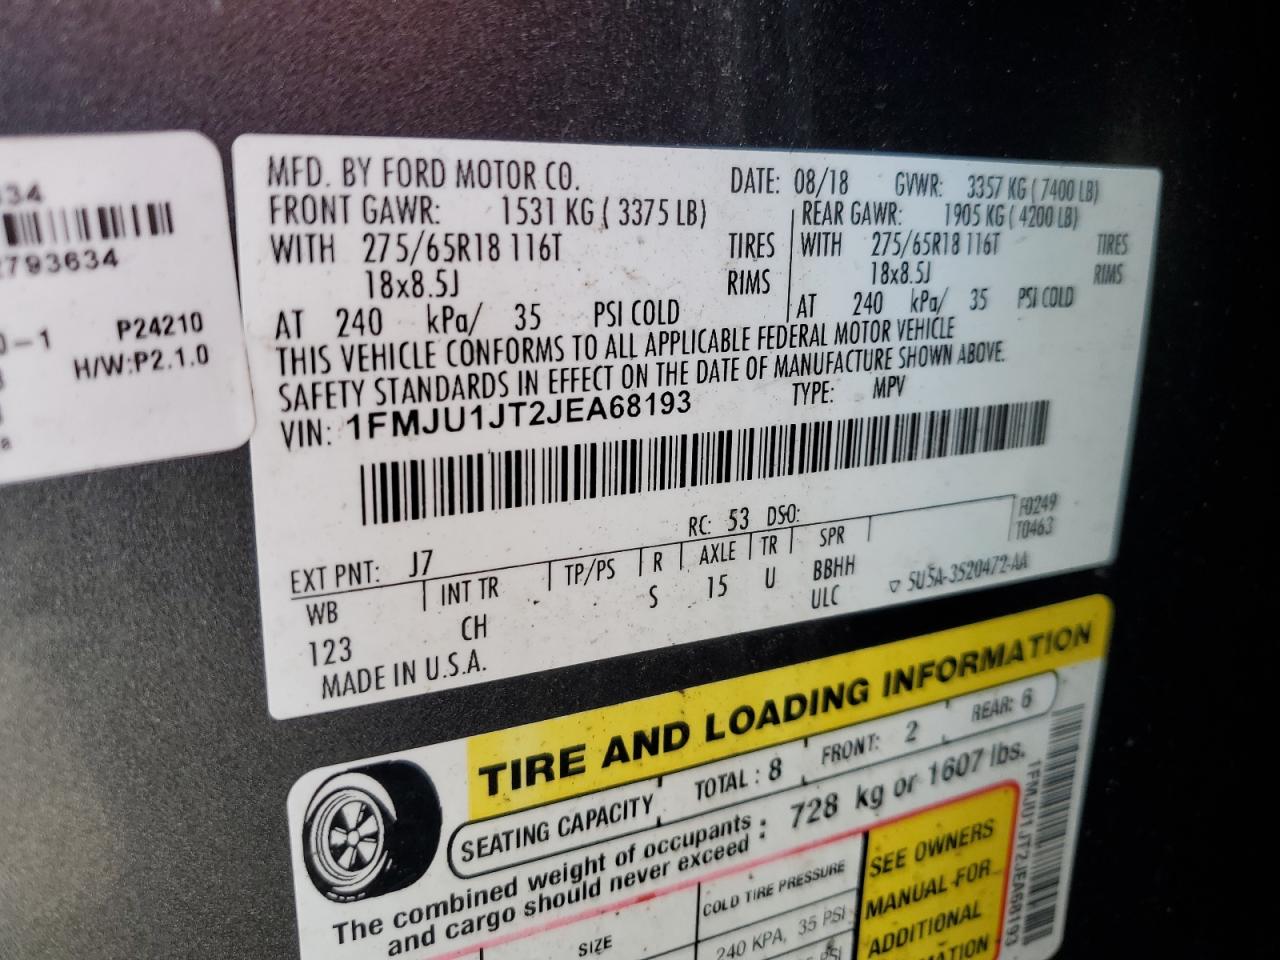 793634
P24210
H/W:P2.1.0
MFD. BY FORD MOTOR CO. DATE: 08/18 GVWR: 3357 KG ( 7400 LB)
FRONT GAWR: 1531 KG ( 3375 LB) REAR GAWR: 1905 KG ( 4200 LB)
WITH 275/65R18 116T TIRES WITH 275/65R18 116T TIRES
18x8.5J RIMS 18x8.5J RIMS
AT 240 kPa/ 35 PSI COLD AT 240 kPa/ 35 PSI COLD
THIS VEHICLE CONFORMS TO ALL APPLICABLE FEDERAL MOTOR VEHICLE
SAFETY STANDARDS IN EFFECT ON THE DATE OF MANUFACTURE SHOWN ABOVE.
VIN: 1FMJU1JT2JEA68193 TYPE: MPV
RC: 53 DSO: F0249
EXT PNT: J7 T0463
WB INT TR TP/PS R AXLE TR SPR
123 CH S 15 U BBHH
ULC 5U5A-3520472-AA
MADE IN U.S.A.
TIRE AND LOADING INFORMATION
SEATING CAPACITY TOTAL : 8 FRONT: 2 REAR: 6
The combined weight of occupants : 728 kg or 1607 lbs.
and cargo should never exceed
SIZE COLD TIRE PRESSURE
240 KPA, 35 PSI
SEE OWNERS
MANUAL FOR
ADDITIONAL
1FMJU1JT2JEA68193